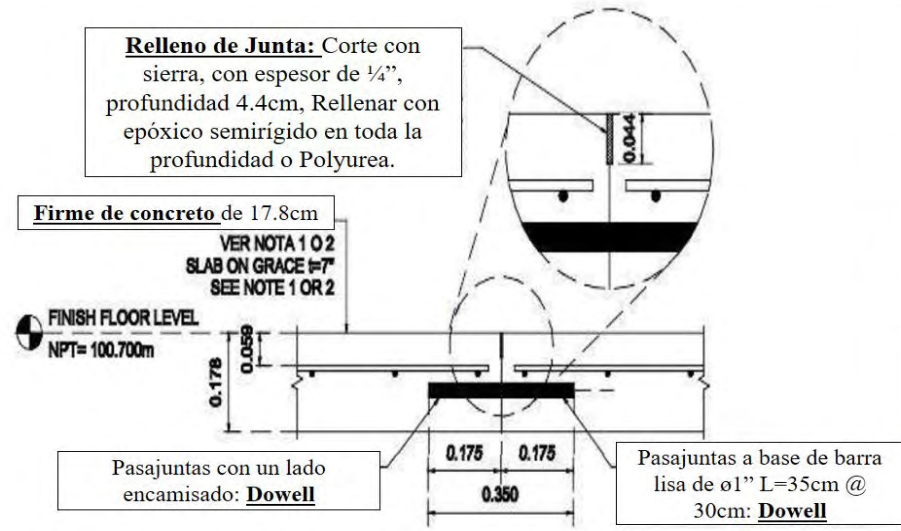 Relleno de Junta: Corte con
sierra, con espesor de ¼”,
profundidad 4.4cm, Rellenar con
epóxico semirígido en toda la
profundidad o Polyurea.
0.044
Firme de concreto de 17.8cm
VER NOTA 1 O 2
SLAB ON GRACE t=7"
SEE NOTE 1 OR 2
FINISH FLOOR LEVEL
NPT= 100.700m
0.059
0.178
0.175
0.175
0.350
Pasajuntas con un lado
encamisado: Dowell
Pasajuntas a base de barra
lisa de ø1” L=35cm @
30cm: Dowell